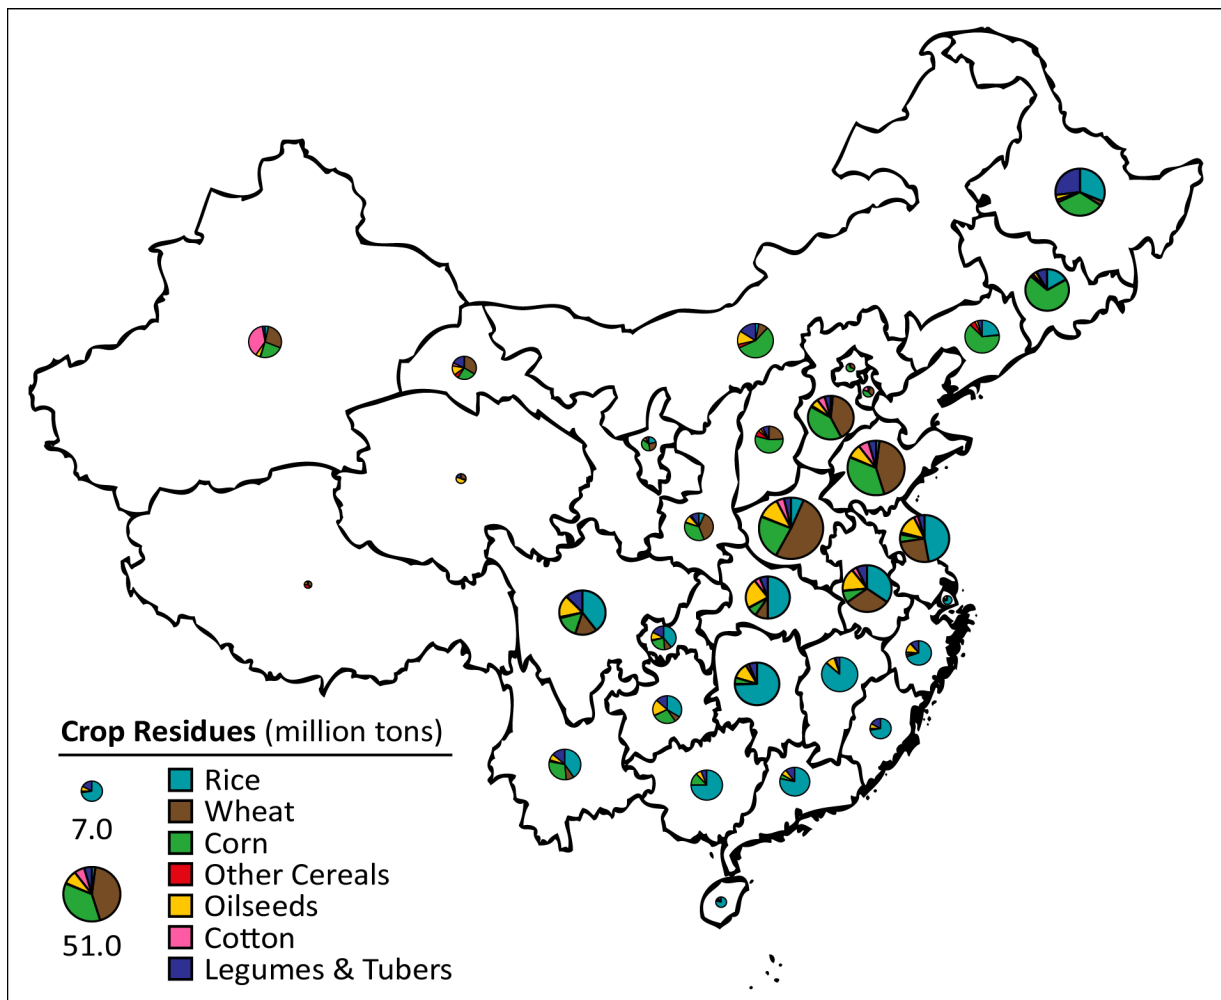 Crop Residues (million tons)
7.0
51.0
Rice
Wheat
Corn
Other Cereals
Oilseeds
Cotton
Legumes & Tubers